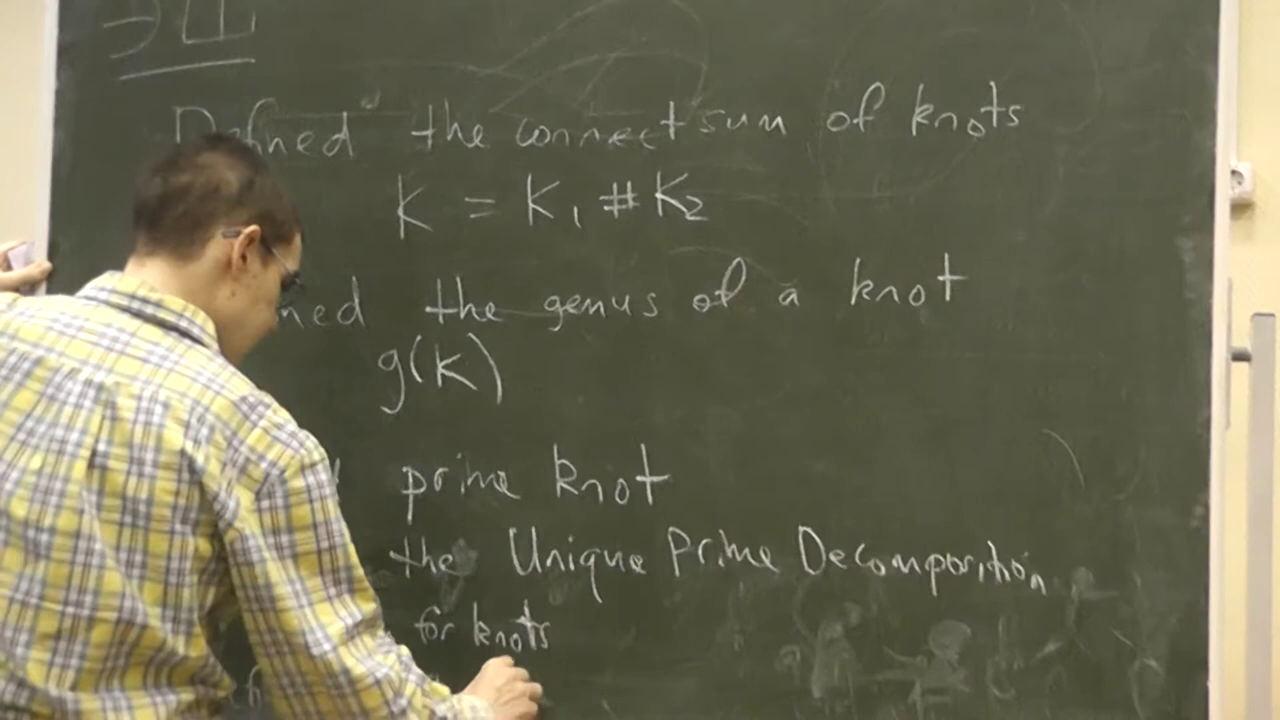 Defined the connect sum of knots
K = K₁ # K₂
the genus of a knot
g(K)
prime knot
the Unique Prime Decomposition
for knots